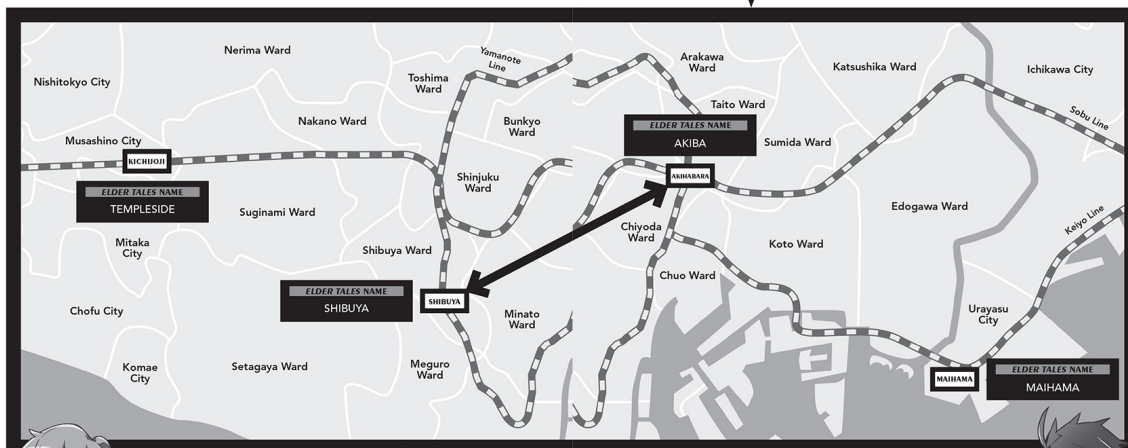 Nerima Ward
Nishitokyo City
Toshima
Ward
Yamanote
Line
Arakawa
Ward
Katsushika Ward
Ichikawa City
Taito Ward
Sobu Line
Musashino City
Nakano Ward
Bunkyo
Ward
ELDER TALES NAME
AKIBA
Sumida Ward
KICHIJOJI
ELDER TALES NAME
TEMPLESIDE
Shinjuku
Ward
AKIHABARA
Suginami Ward
Edogawa Ward
Keiyo Line
Mitaka
City
Shibuya Ward
Chiyoda
Ward
Koto Ward
Chuo Ward
ELDER TALES NAME
SHIBUYA
SHIBUYA
Chofu City
Minato
Ward
Urayasu
City
Komae
City
Setagaya Ward
Meguro
Ward
MAIHAMA
ELDER TALES NAME
MAIHAMA